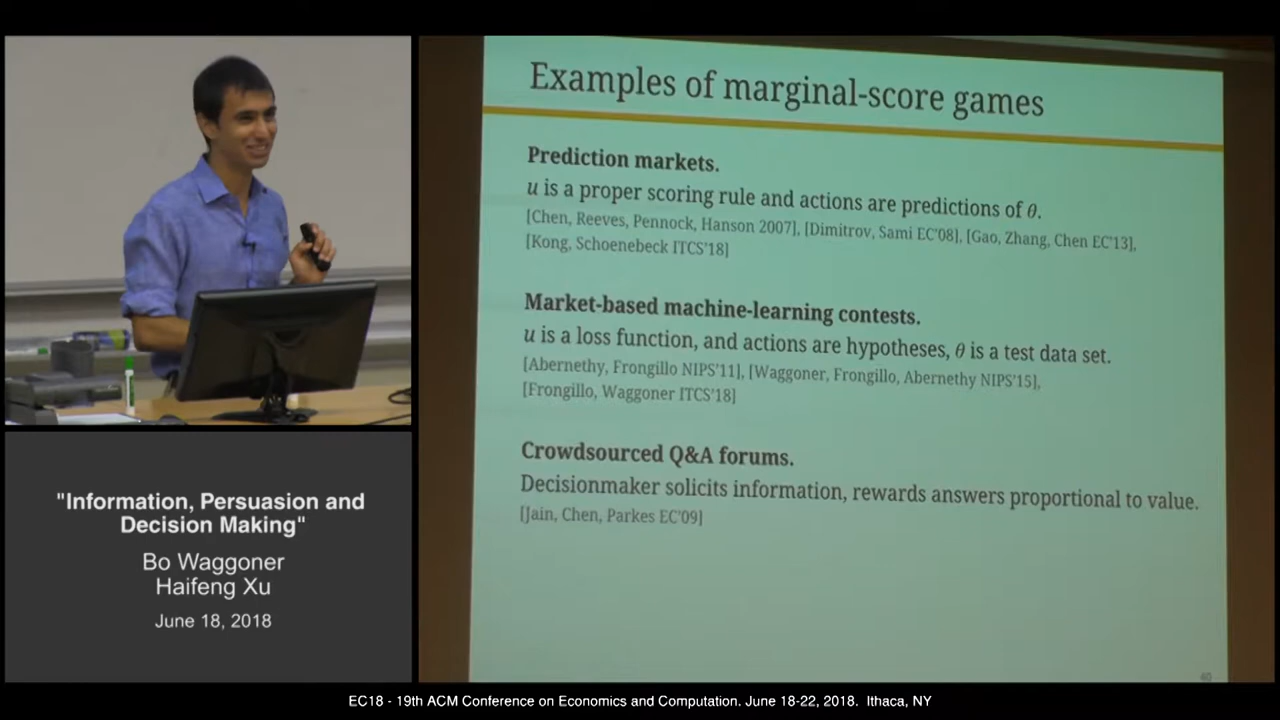 Examples of marginal-score games
Prediction markets.
u is a proper scoring rule and actions are predictions of θ.
[Chen, Reeves, Pennock, Hanson 2007], [Dimitrov, Sami EC'08], [Gao, Zhang, Chen EC'13],
[Kong, Schoenebeck ITCS'18]
Market-based machine-learning contests.
u is a loss function, and actions are hypotheses, θ is a test data set.
[Abernethy, Frongillo NIPS'11], [Waggoner, Frongillo, Abernethy NIPS'15],
[Frongillo, Waggoner ITCS'18]
Crowdsourced Q&A forums.
Decisionmaker solicits information, rewards answers proportional to value.
[Jain, Chen, Parkes EC'09]
40
"Information, Persuasion and
Decision Making"
Bo Waggoner
Haifeng Xu
June 18, 2018
EC18 - 19th ACM Conference on Economics and Computation. June 18-22, 2018.  Ithaca, NY